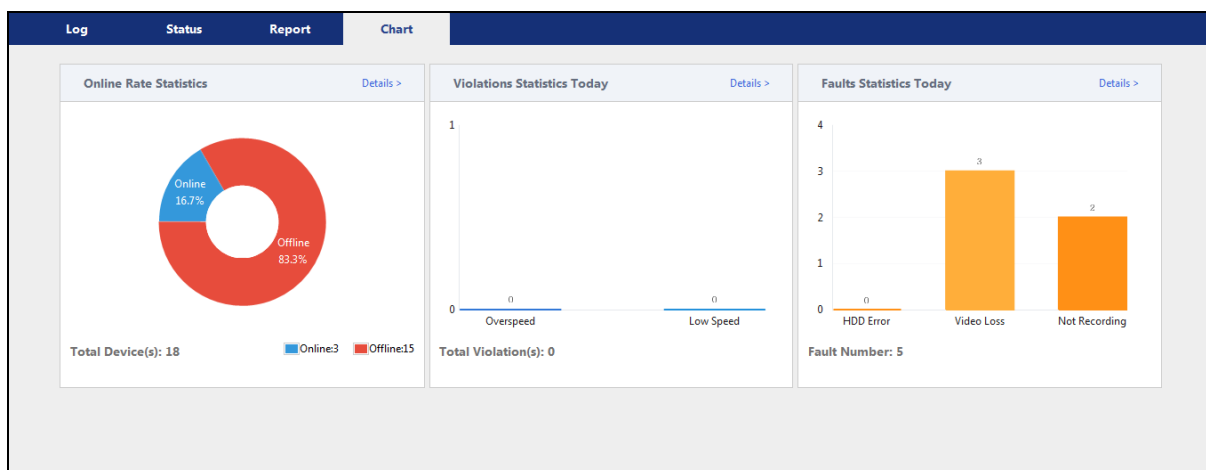 Log Status Report Chart
Online Rate Statistics Details >
Online
16.7%
Offline
83.3%
Total Device(s): 18 Online:3 Offline:15
Violations Statistics Today Details >
1
0 0
0
Overspeed Low Speed
Total Violation(s): 0
Faults Statistics Today Details >
4
3
3
2
2
1
0
0
HDD Error Video Loss Not Recording
Fault Number: 5